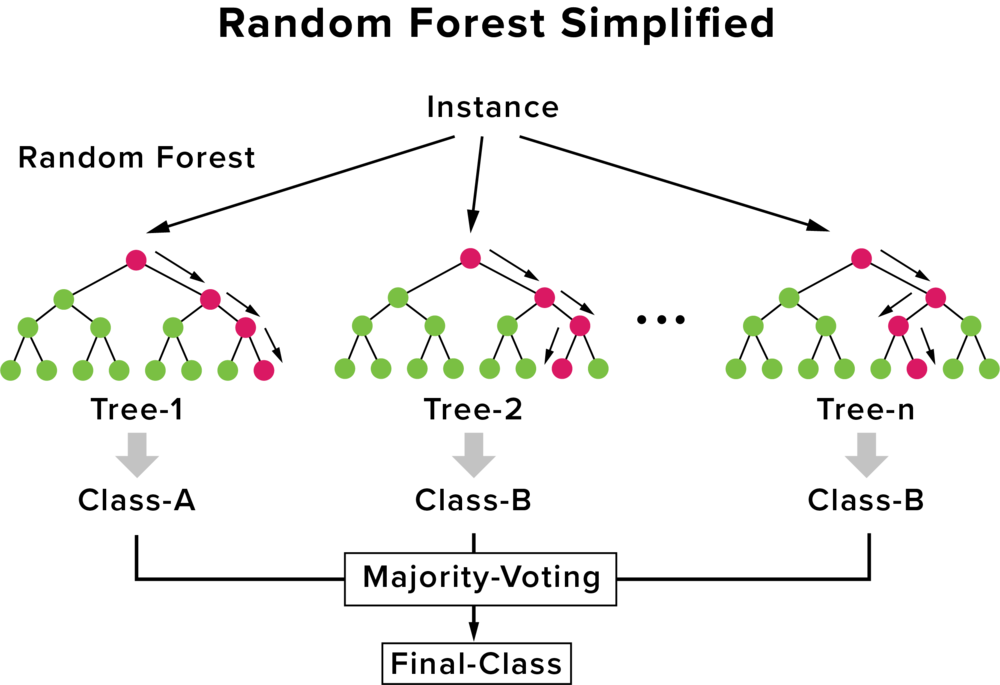 Random Forest Simplified
Instance
Random Forest
Tree-1
Tree-2
Tree-n
Class-A
Class-B
Class-B
Majority-Voting
Final-Class